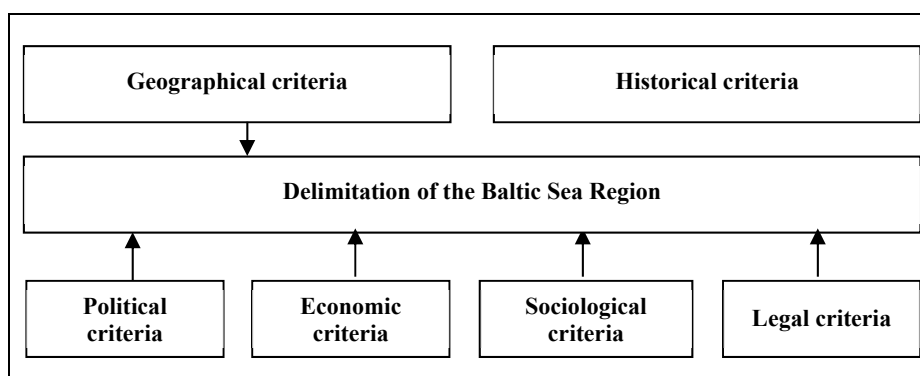 Geographical criteria
Historical criteria
Delimitation of the Baltic Sea Region
Political
criteria
Economic
criteria
Sociological
criteria
Legal criteria